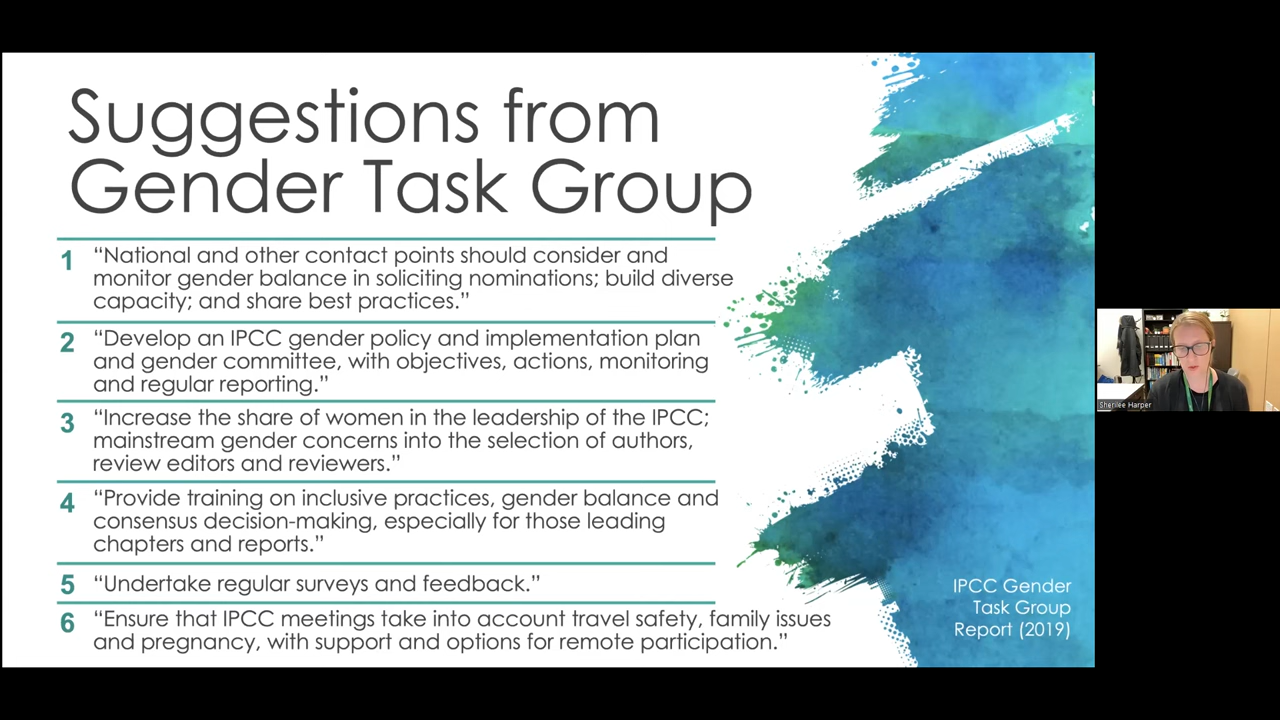 Suggestions from
Gender Task Group
1 “National and other contact points should consider and
monitor gender balance in soliciting nominations; build diverse
capacity; and share best practices.”
2 “Develop an IPCC gender policy and implementation plan
and gender committee, with objectives, actions, monitoring
and regular reporting.”
3 “Increase the share of women in the leadership of the IPCC;
mainstream gender concerns into the selection of authors,
review editors and reviewers.”
4 “Provide training on inclusive practices, gender balance and
consensus decision-making, especially for those leading
chapters and reports.”
5 “Undertake regular surveys and feedback.”
6 “Ensure that IPCC meetings take into account travel safety, family issues
and pregnancy, with support and options for remote participation.”
IPCC Gender
Task Group
Report (2019)
Sherilee Harper